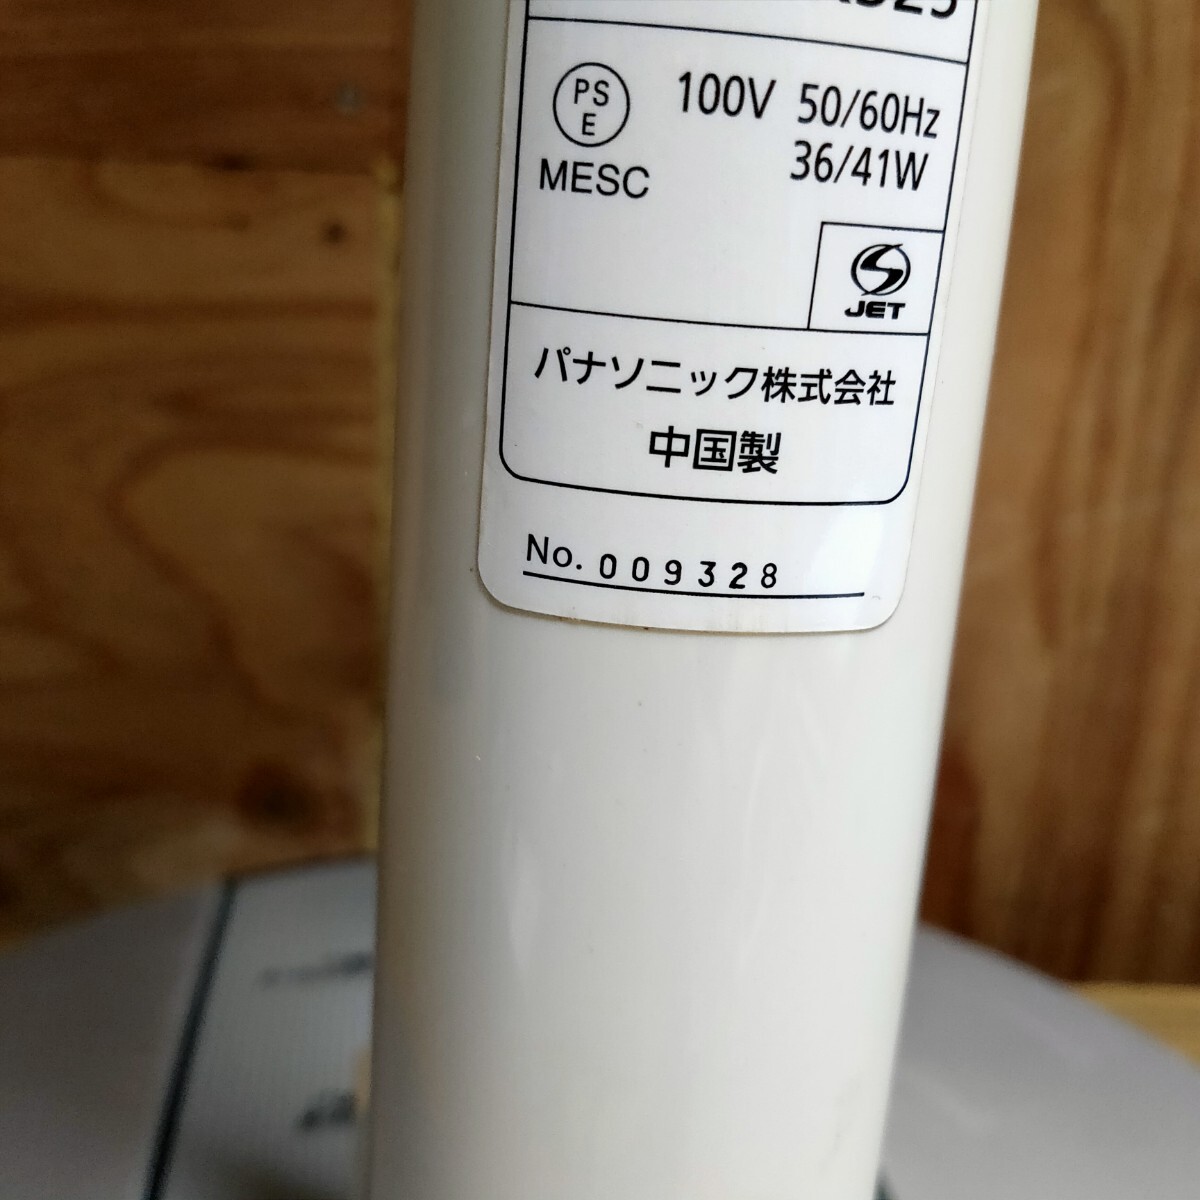 PS
E
MESC
100V 50/60Hz
36/41W
JET
パナソニック株式会社
中国製
No. 009328